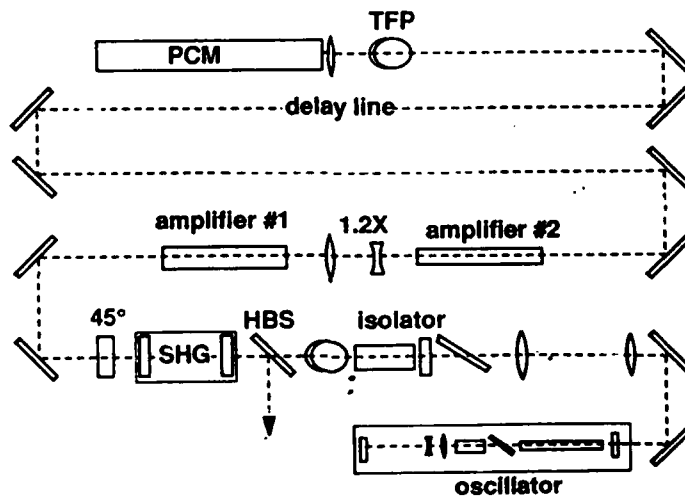 TFP
PCM
delay line
amplifier #1
1.2X
amplifier #2
45°
HBS
isolator
SHG
oscillator